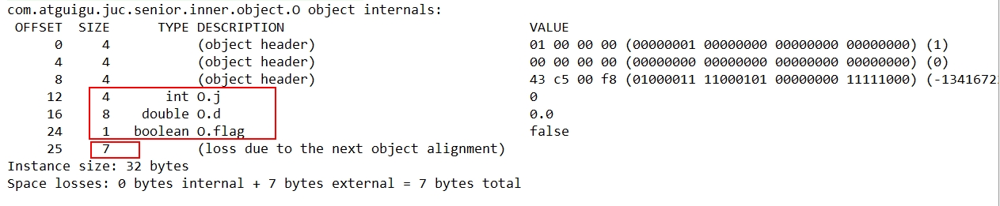 com.atguigu.juc.senior.inner.object.O object internals:
OFFSET SIZE TYPE DESCRIPTION VALUE
0 4 (object header) 01 00 00 00 (00000001 00000000 00000000 00000000) (1)
4 4 (object header) 00 00 00 00 (00000000 00000000 00000000 00000000) (0)
8 4 (object header) 43 c5 00 f8 (01000011 11000101 00000000 11111000) (-1341672
12 4 int O.j 0
16 8 double O.d 0.0
24 1 boolean O.flag false
25 7 (loss due to the next object alignment)
Instance size: 32 bytes
Space losses: 0 bytes internal + 7 bytes external = 7 bytes total